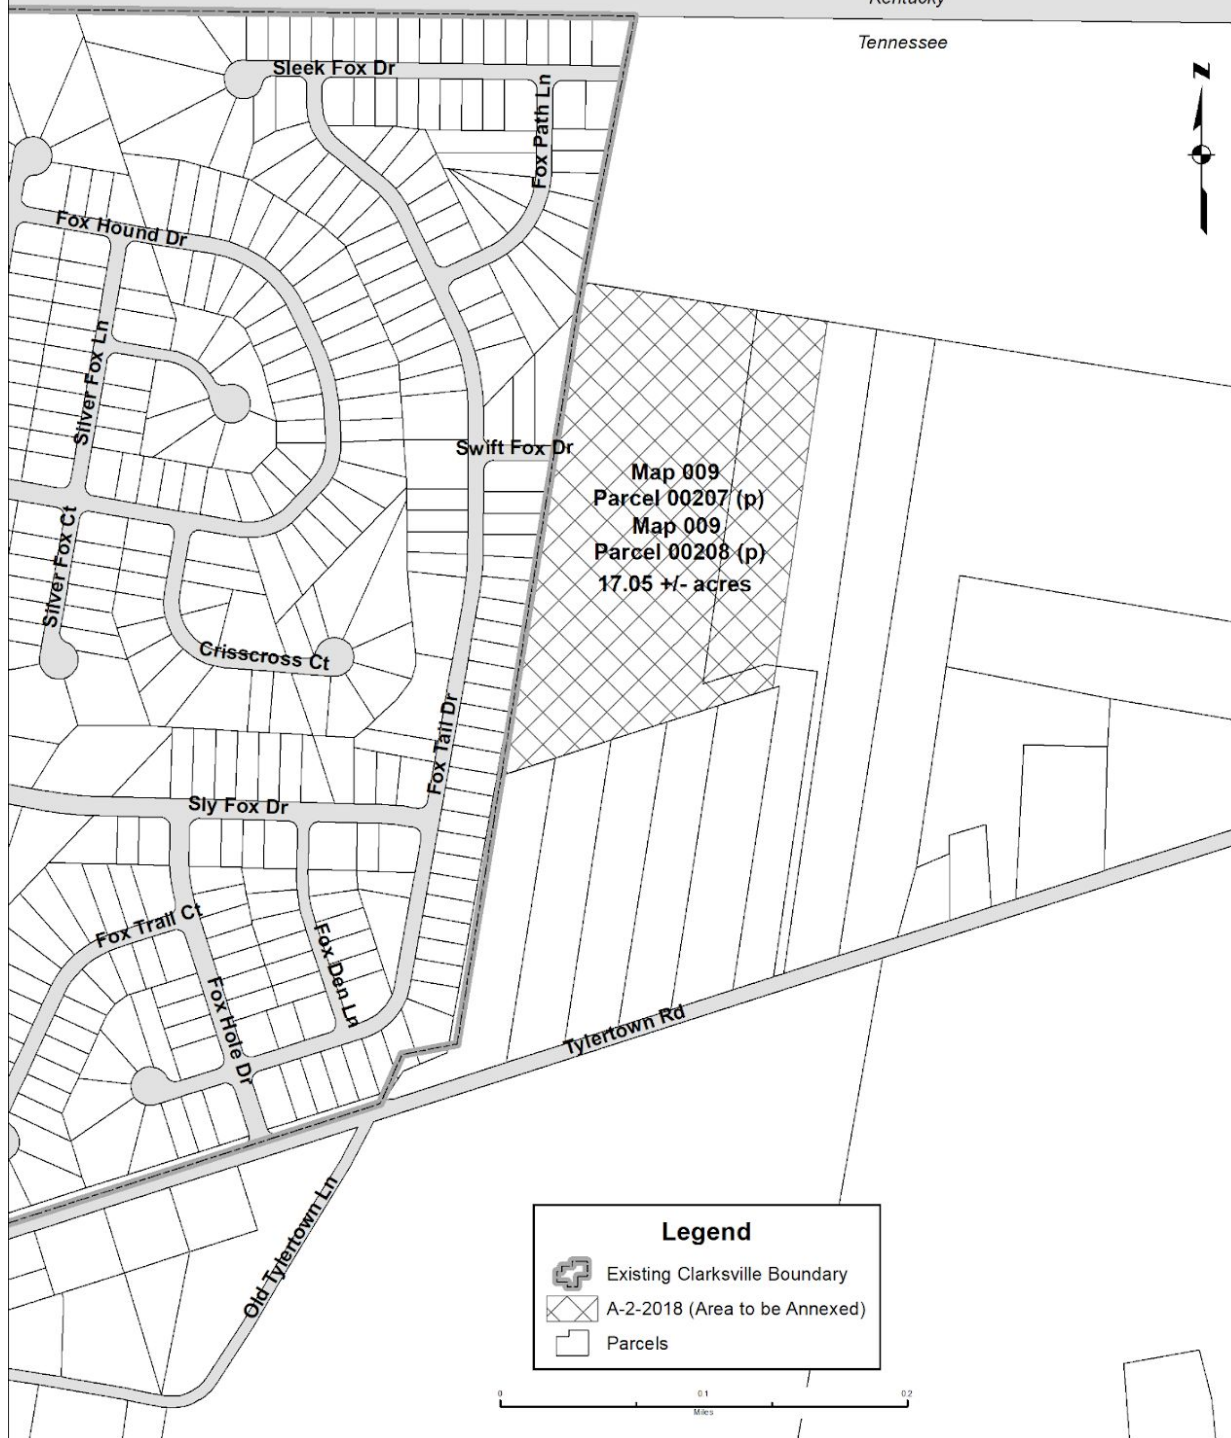 Kentucky
Tennessee
N
Sleek Fox Dr
Fox Path Ln
Fox Hound Dr
Silver Fox Ln
Swift Fox Dr
Map 009
Parcel 00207 (p)
Map 009
Parcel 00208 (p)
17.05 +/- acres
Silver Fox Ct
Crisscross Ct
Fox Tail Dr
Sly Fox Dr
Fox Trail Ct
Fox Den Ln
Fox Hole Dr
Tylertown Rd
Old Tylertown Ln
Legend
Existing Clarksville Boundary
A-2-2018 (Area to be Annexed)
Parcels
0 0.1 0.2
Miles